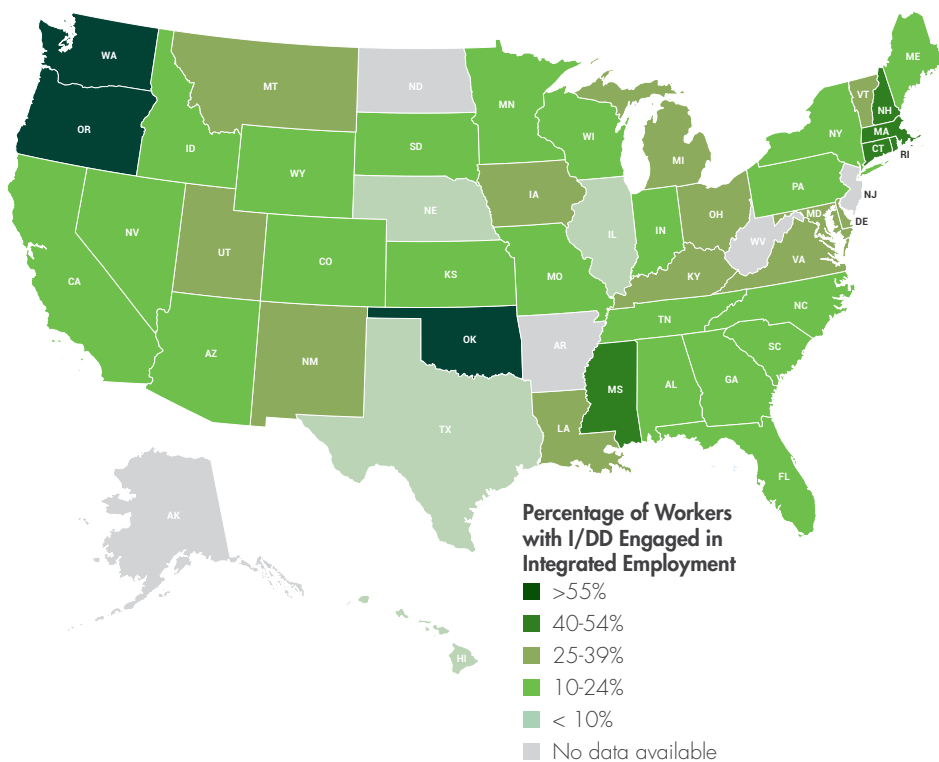 WA
ME
MT
ND
VT
MN
NH
OR
WI
NY
MA
ID
SD
CT
RI
MI
WY
PA
IA
NJ
NE
OH
MD
DE
IL
IN
NV
WV
UT
VA
CO
KS
MO
KY
CA
NC
TN
OK
AR
SC
AZ
NM
GA
MS
AL
LA
TX
FL
AK
HI
Percentage of Workers
with I/DD Engaged in
Integrated Employment
>55%
40-54%
25-39%
10-24%
< 10%
No data available